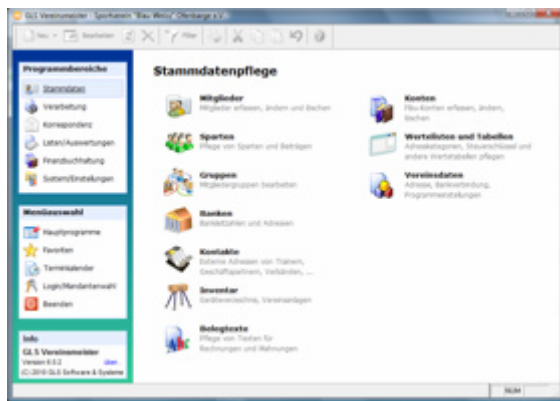 GLS Vereinsmeister - Sportverein "Blau Weiss" Ofenbarge e.V.
Neu
Bearbeiten
Filter
Programmbereiche
Stammdaten
Verarbeitung
Korrespondenz
Listen/Auswertungen
Finanzbuchhaltung
System/Einstellungen
Menüauswahl
Hauptprogramme
Favoriten
Terminkalender
Login/Mandantenwahl
Beenden
Info
GLS Vereinsmeister
Version 6.0.2
über...
(C) 2010 GLS Software & Systeme
Stammdatenpflege
Mitglieder
Mitglieder erfassen, ändern und löschen
Sparten
Pflege von Sparten und Beiträgen
Gruppen
Mitgliedergruppen bearbeiten
Banken
Bankleitzahlen und Adressen
Kontakte
Externe Adressen von Trainern,
Geschäftspartnern, Verbänden, ...
Inventar
Geräteverzeichnis, Vereinsanlagen
Belegtexte
Pflege von Texten für
Rechnungen und Mahnungen
Konten
Fibu-Konten erfassen, ändern,
löschen
Wertelisten und Tabellen
Adresskategorien, Steuerschlüssel und
andere Wertetabellen pflegen
Vereinsdaten
Adresse, Bankverbindung,
Programmeinstellungen
NUM